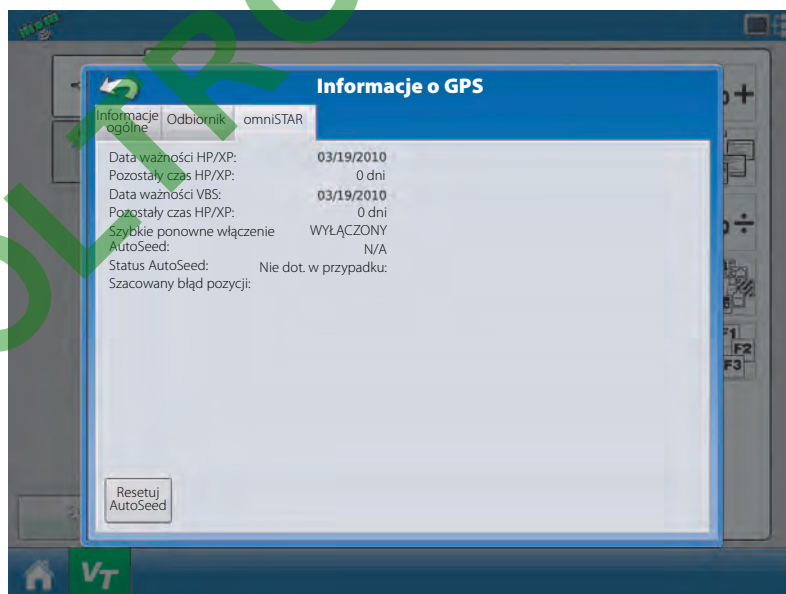 Informacje o GPS
Informacje
ogólne
Odbiornik
omniSTAR
Data ważności HP/XP: 03/19/2010
Pozostały czas HP/XP: 0 dni
Data ważności VBS: 03/19/2010
Pozostały czas HP/XP: 0 dni
Szybkie ponowne włączenie WYŁĄCZONY
AutoSeed: N/A
Status AutoSeed: Nie dot. w przypadku:
Szacowany błąd pozycji:
Resetuj
AutoSeed
F1
F2
F3
VT